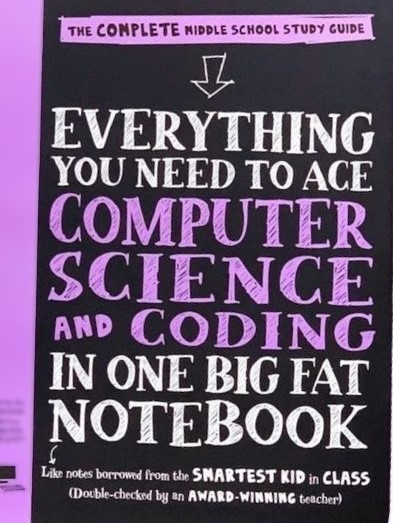 THE COMPLETE MIDDLE SCHOOL STUDY GUIDE
EVERYTHING
YOU NEED TO ACE
COMPUTER
SCIENCE
AND CODING
IN ONE BIG FAT
NOTEBOOK
Like notes borrowed from the SMARTEST KID in CLASS
(Double-checked by an AWARD-WINNING teacher)